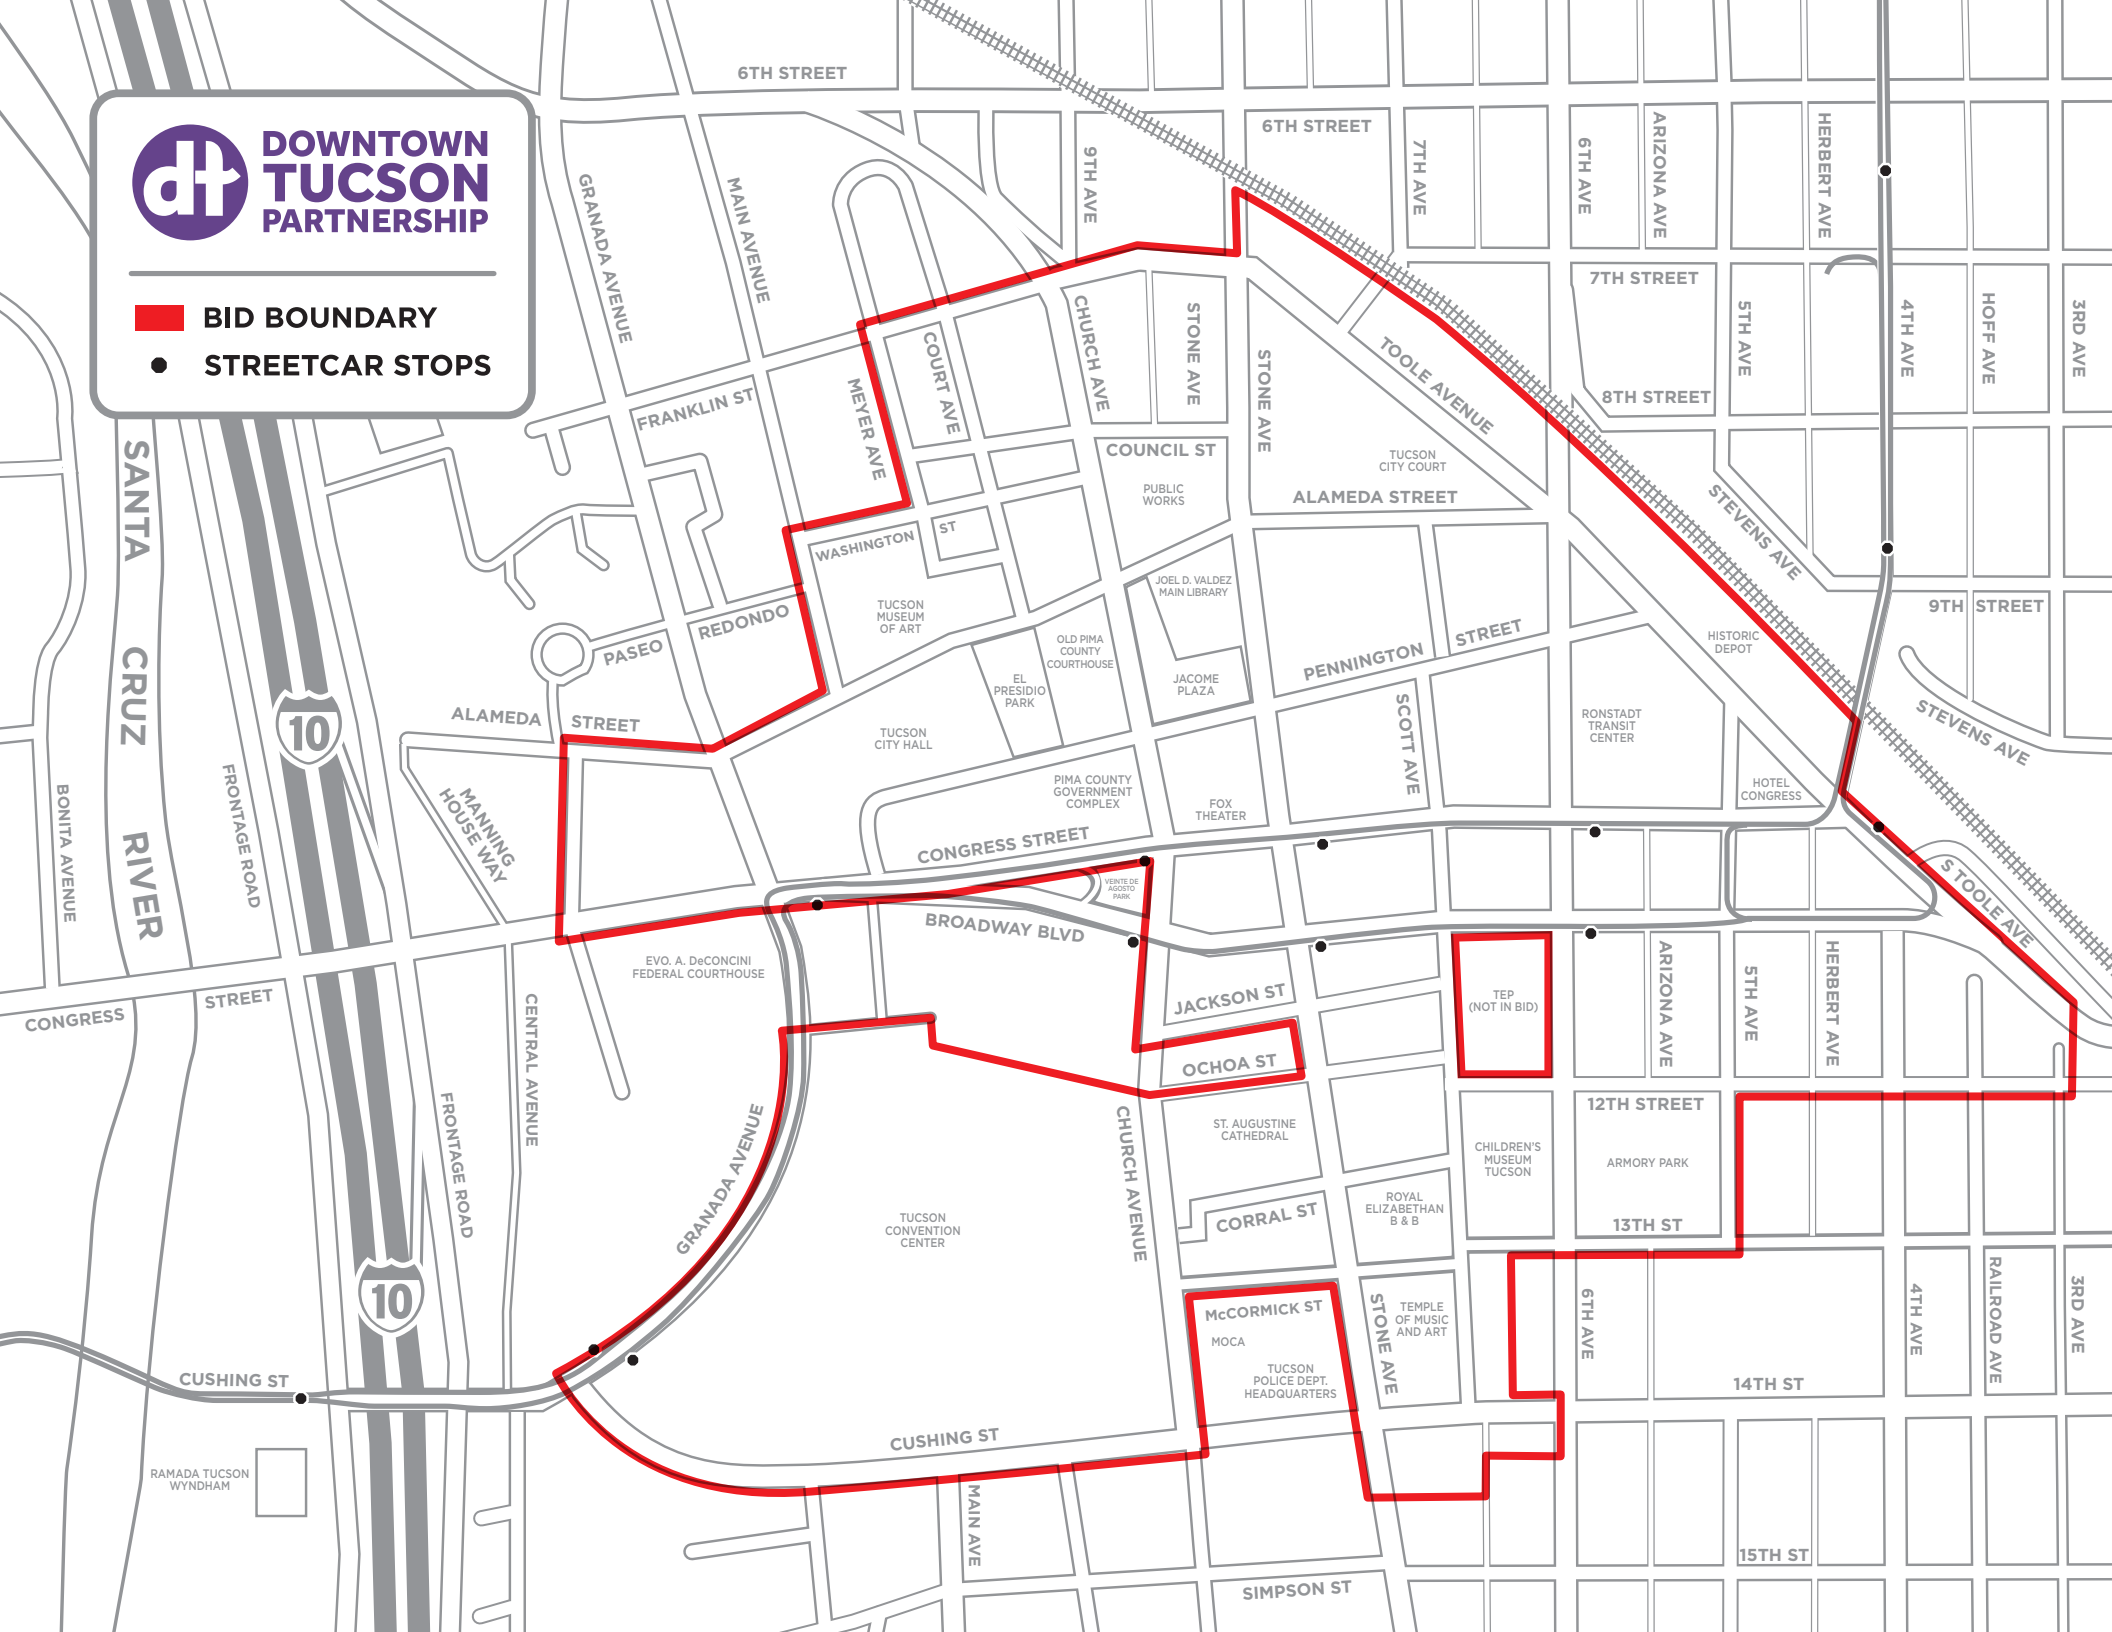 dt
DOWNTOWN
TUCSON
PARTNERSHIP
BID BOUNDARY
STREETCAR STOPS
6TH STREET
6TH STREET
9TH AVE
7TH AVE
6TH AVE
ARIZONA AVE
HERBERT AVE
GRANADA AVENUE
MAIN AVENUE
7TH STREET
5TH AVE
4TH AVE
HOFF AVE
3RD AVE
CHURCH AVE
STONE AVE
STONE AVE
COURT AVE
MEYER AVE
FRANKLIN ST
TOOLE AVENUE
8TH STREET
COUNCIL ST
TUCSON
CITY COURT
PUBLIC
WORKS
ALAMEDA STREET
STEVENS AVE
SANTA
CRUZ
RIVER
WASHINGTON
ST
JOEL D. VALDEZ
MAIN LIBRARY
9TH STREET
TUCSON
MUSEUM
OF ART
PASEO
REDONDO
OLD PIMA
COUNTY
COURTHOUSE
PENNINGTON
STREET
HISTORIC
DEPOT
EL
PRESIDIO
PARK
JACOME
PLAZA
SCOTT AVE
RONSTADT
TRANSIT
CENTER
STEVENS AVE
ALAMEDA
STREET
10
TUCSON
CITY HALL
BONITA AVENUE
FRONTAGE ROAD
MANNING
HOUSE WAY
PIMA COUNTY
GOVERNMENT
COMPLEX
FOX
THEATER
HOTEL
CONGRESS
CONGRESS STREET
VEINTE DE
AGOSTO
PARK
S TOOLE AVE
BROADWAY BLVD
EVO. A. DeCONCINI
FEDERAL COURTHOUSE
CONGRESS
STREET
CENTRAL AVENUE
JACKSON ST
TEP
(NOT IN BID)
ARIZONA AVE
5TH AVE
HERBERT AVE
OCHOA ST
12TH STREET
FRONTAGE ROAD
GRANADA AVENUE
CHURCH AVENUE
ST. AUGUSTINE
CATHEDRAL
CHILDREN'S
MUSEUM
TUCSON
ARMORY PARK
TUCSON
CONVENTION
CENTER
CORRAL ST
ROYAL
ELIZABETHAN
B & B
13TH ST
10
McCORMICK ST
MOCA
TUCSON
POLICE DEPT.
HEADQUARTERS
STONE AVE
TEMPLE
OF MUSIC
AND ART
6TH AVE
4TH AVE
RAILROAD AVE
3RD AVE
CUSHING ST
14TH ST
CUSHING ST
RAMADA TUCSON
WYNDHAM
MAIN AVE
15TH ST
SIMPSON ST